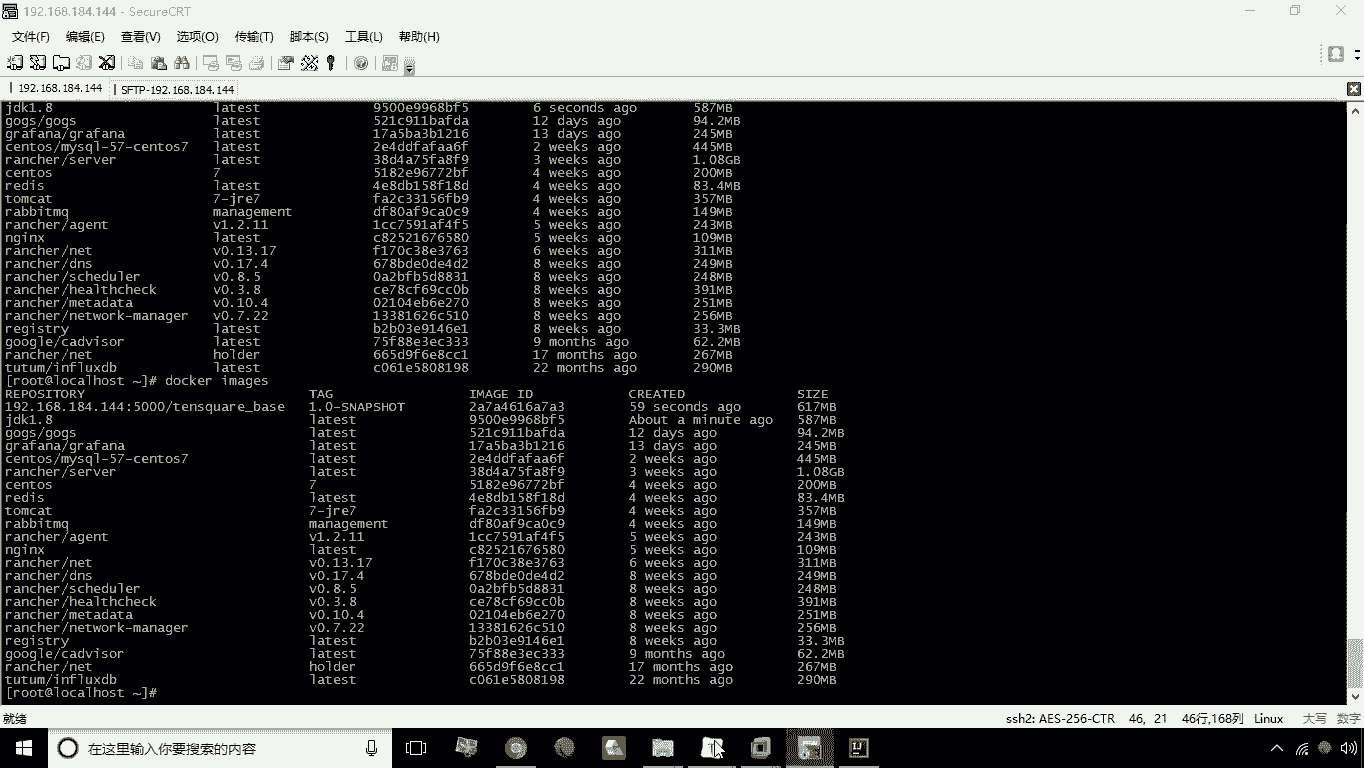 192.168.184.144 - SecureCRT
文件(F) 编辑(E) 查看(V) 选项(O) 传输(T) 脚本(S) 工具(L) 帮助(H)
192.168.184.144 SFTP-192.168.184.144
jdk1.8 latest 9500e9968bf5 6 seconds ago 587MB
gogs/gogs latest 521c911bafda 12 days ago 94.2MB
grafana/grafana latest 17a5ba3b1216 13 days ago 245MB
centos/mysql-57-centos7 latest 2e4ddfafaa6f 2 weeks ago 445MB
rancher/server latest 38d4a75fa8f9 3 weeks ago 1.08GB
centos 7 5182e96772bf 4 weeks ago 200MB
redis latest 4e8db158f18d 4 weeks ago 83.4MB
tomcat 7-jre7 fa2c33156fb9 4 weeks ago 357MB
rabbitmq management df80af9ca0c9 4 weeks ago 149MB
rancher/agent v1.2.11 1cc7591af4f5 5 weeks ago 243MB
nginx latest c82521676580 5 weeks ago 109MB
rancher/net v0.13.17 f170c38e3763 6 weeks ago 311MB
rancher/dns v0.17.4 678bde0de4d2 8 weeks ago 249MB
rancher/scheduler v0.8.5 0a2bfb5d8831 8 weeks ago 248MB
rancher/healthcheck v0.3.8 ce78cf69cc0b 8 weeks ago 391MB
rancher/metadata v0.10.4 02104eb6e270 8 weeks ago 251MB
rancher/network-manager v0.7.22 13381626c510 8 weeks ago 256MB
registry latest b2b03e9146e1 8 weeks ago 33.3MB
google/cadvisor latest 75f88e3ec333 9 months ago 62.2MB
rancher/net holder 665d9f6e8cc1 17 months ago 267MB
tutum/influxdb latest c061e5808198 22 months ago 290MB
[root@localhost ~]# docker images
REPOSITORY TAG IMAGE ID CREATED SIZE
192.168.184.144:5000/tensquare_base 1.0-SNAPSHOT 2a7a4616a7a3 59 seconds ago 617MB
jdk1.8 latest 9500e9968bf5 About a minute ago 587MB
gogs/gogs latest 521c911bafda 12 days ago 94.2MB
grafana/grafana latest 17a5ba3b1216 13 days ago 245MB
centos/mysql-57-centos7 latest 2e4ddfafaa6f 2 weeks ago 445MB
rancher/server latest 38d4a75fa8f9 3 weeks ago 1.08GB
centos 7 5182e96772bf 4 weeks ago 200MB
redis latest 4e8db158f18d 4 weeks ago 83.4MB
tomcat 7-jre7 fa2c33156fb9 4 weeks ago 357MB
rabbitmq management df80af9ca0c9 4 weeks ago 149MB
rancher/agent v1.2.11 1cc7591af4f5 5 weeks ago 243MB
nginx latest c82521676580 5 weeks ago 109MB
rancher/net v0.13.17 f170c38e3763 6 weeks ago 311MB
rancher/dns v0.17.4 678bde0de4d2 8 weeks ago 249MB
rancher/scheduler v0.8.5 0a2bfb5d8831 8 weeks ago 248MB
rancher/healthcheck v0.3.8 ce78cf69cc0b 8 weeks ago 391MB
rancher/metadata v0.10.4 02104eb6e270 8 weeks ago 251MB
rancher/network-manager v0.7.22 13381626c510 8 weeks ago 256MB
registry latest b2b03e9146e1 8 weeks ago 33.3MB
google/cadvisor latest 75f88e3ec333 9 months ago 62.2MB
rancher/net holder 665d9f6e8cc1 17 months ago 267MB
tutum/influxdb latest c061e5808198 22 months ago 290MB
[root@localhost ~]#
就绪 ssh2: AES-256-CTR 46, 21 46行,168列 Linux 大写 数字
在这里输入你要搜索的内容